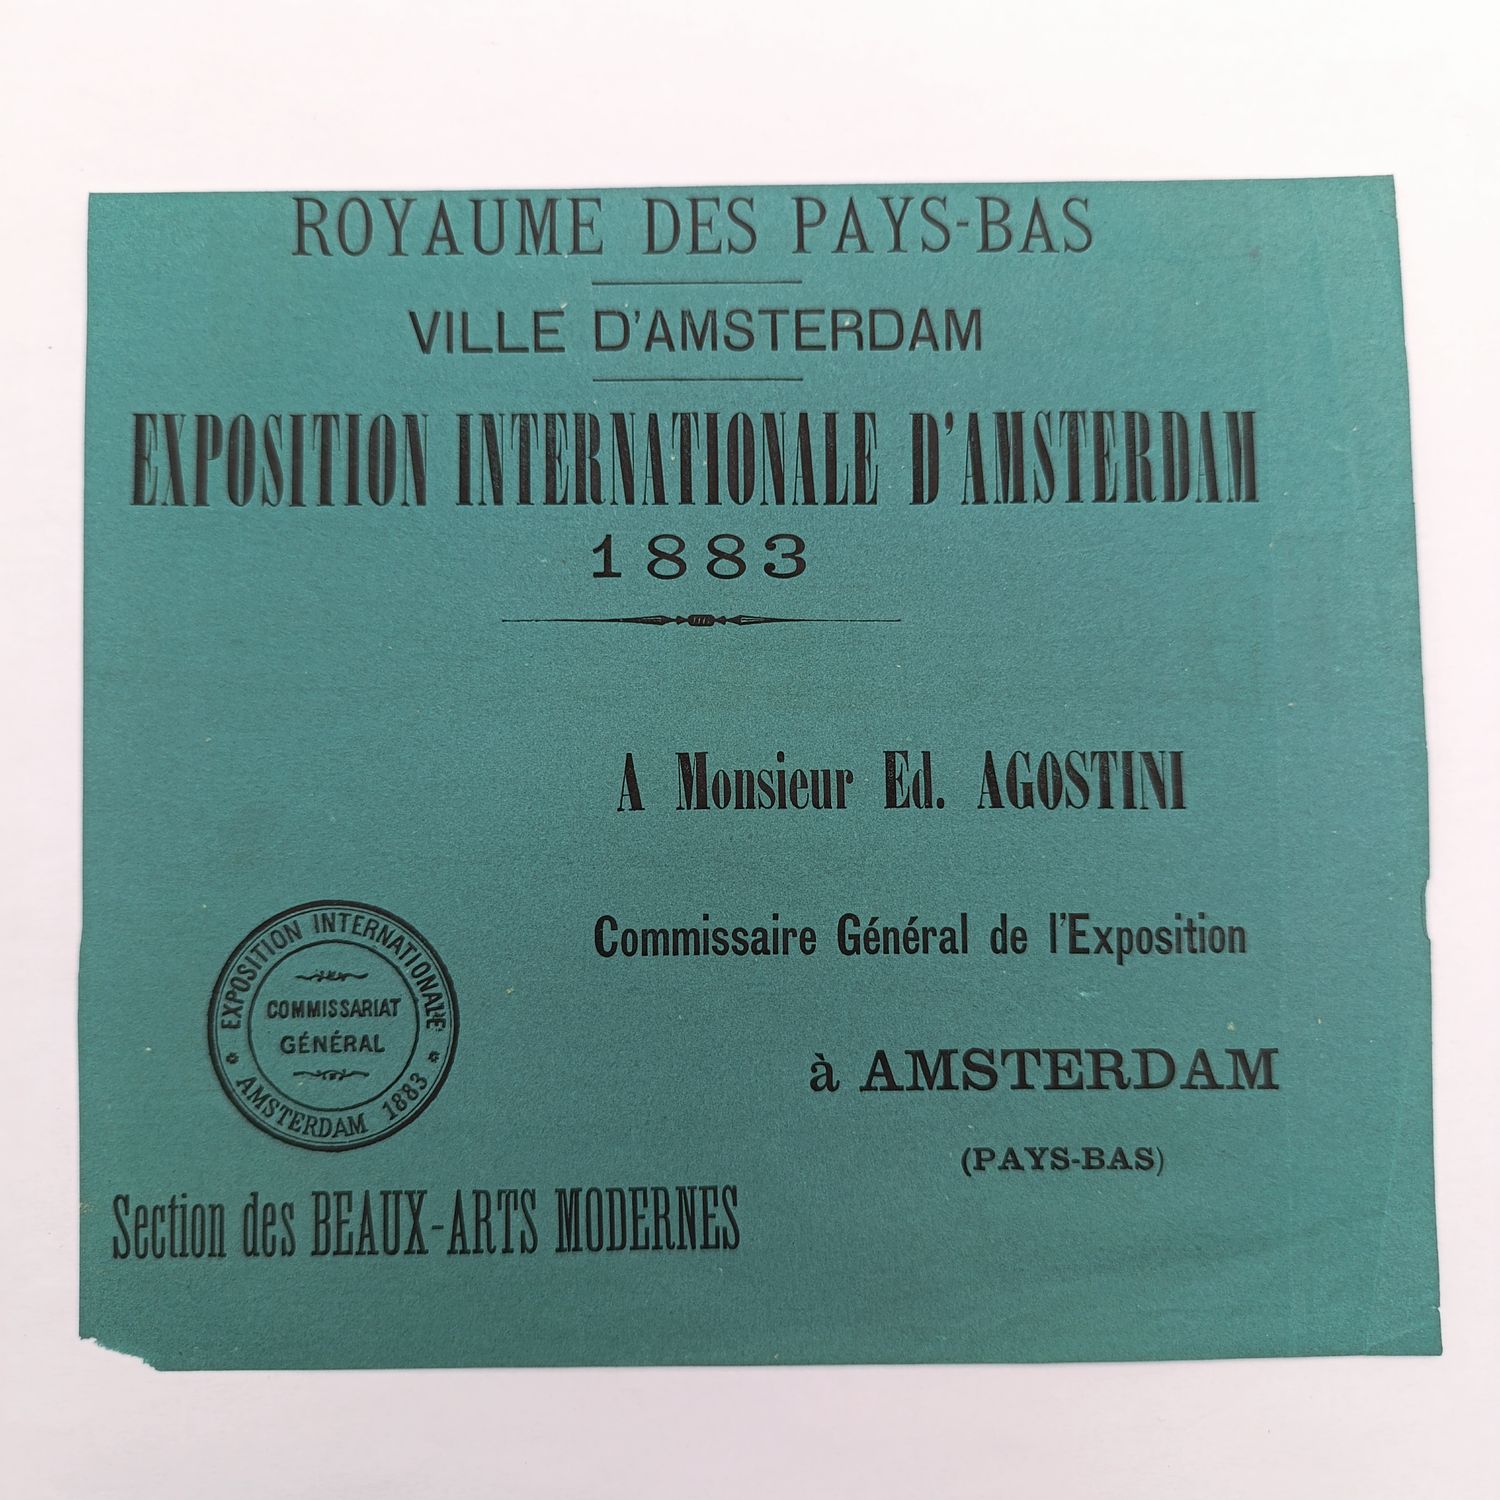 ROYAUME DES PAYS-BAS
VILLE D'AMSTERDAM
EXPOSITION INTERNATIONALE D'AMSTERDAM
1883
A Monsieur Ed. AGOSTINI
Commissaire Général de l'Exposition
à AMSTERDAM
(PAYS-BAS)
EXPOSITION INTERNATIONALE
COMMISSARIAT
GÉNÉRAL
AMSTERDAM 1883
Section des BEAUX-ARTS MODERNES